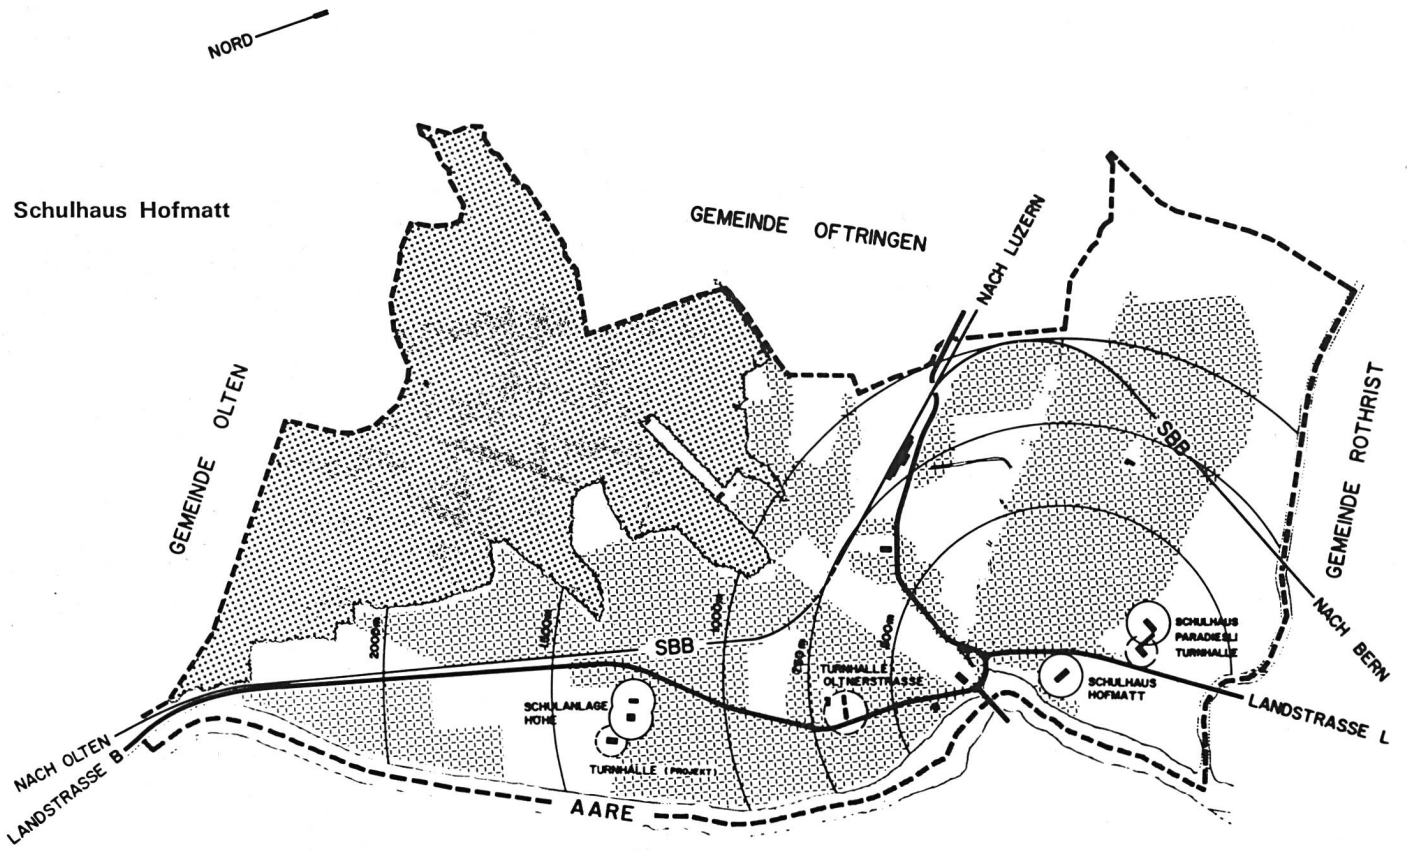 NORD
Schulhaus Hofmatt
GEMEINDE OFTRINGEN
NACH LUZERN
GEMEINDE OLTEN
GEMEINDE ROTHRIST
SBB
SBB
2000m
1500m
1000m
750m
500m
TURNHALLE
OLTNERSTRASSE
SCHULHAUS
PARADIESLI
TURNHALLE
SCHULHAUS
HOFMATT
SCHULANLAGE
HÖHE
TURNHALLE (PROJEKT)
NACH BERN
LANDSTRASSE L
NACH OLTEN
LANDSTRASSE B
AARE